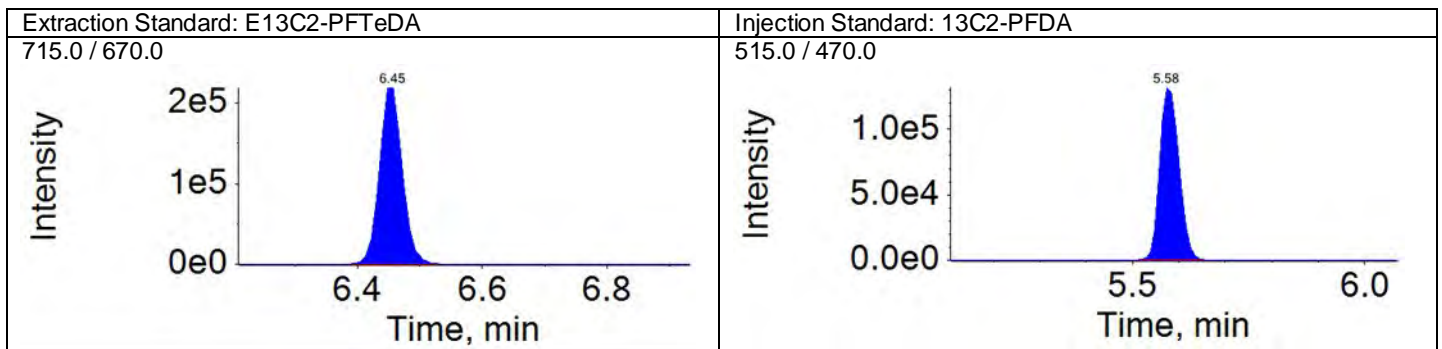 Extraction Standard: E13C2-PFTeDA
715.0 / 670.0
6.45
2e5
1e5
0e0
Intensity
6.4 6.6 6.8
Time, min
Injection Standard: 13C2-PFDA
515.0 / 470.0
5.58
1.0e5
5.0e4
0.0e0
Intensity
5.5 6.0
Time, min